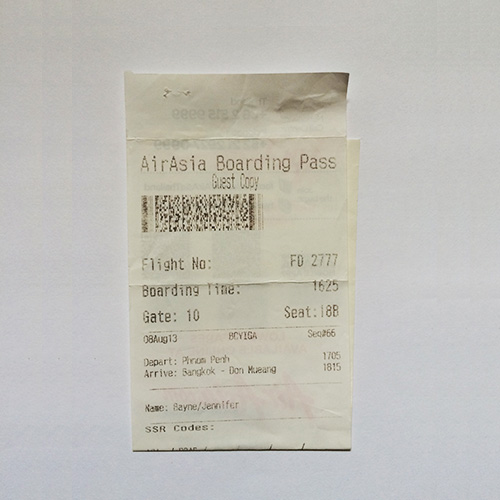 AirAsia Boarding Pass
Guest Copy
Flight No: FD 2777
Boarding Time: 1625
Gate: 10 Seat:18B
08Aug13 Seq#66
Depart: Phnom Penh 1705
Arrive: Bangkok - Don Mueang 1815
Name: Bayne/Jennifer
SSR Codes: